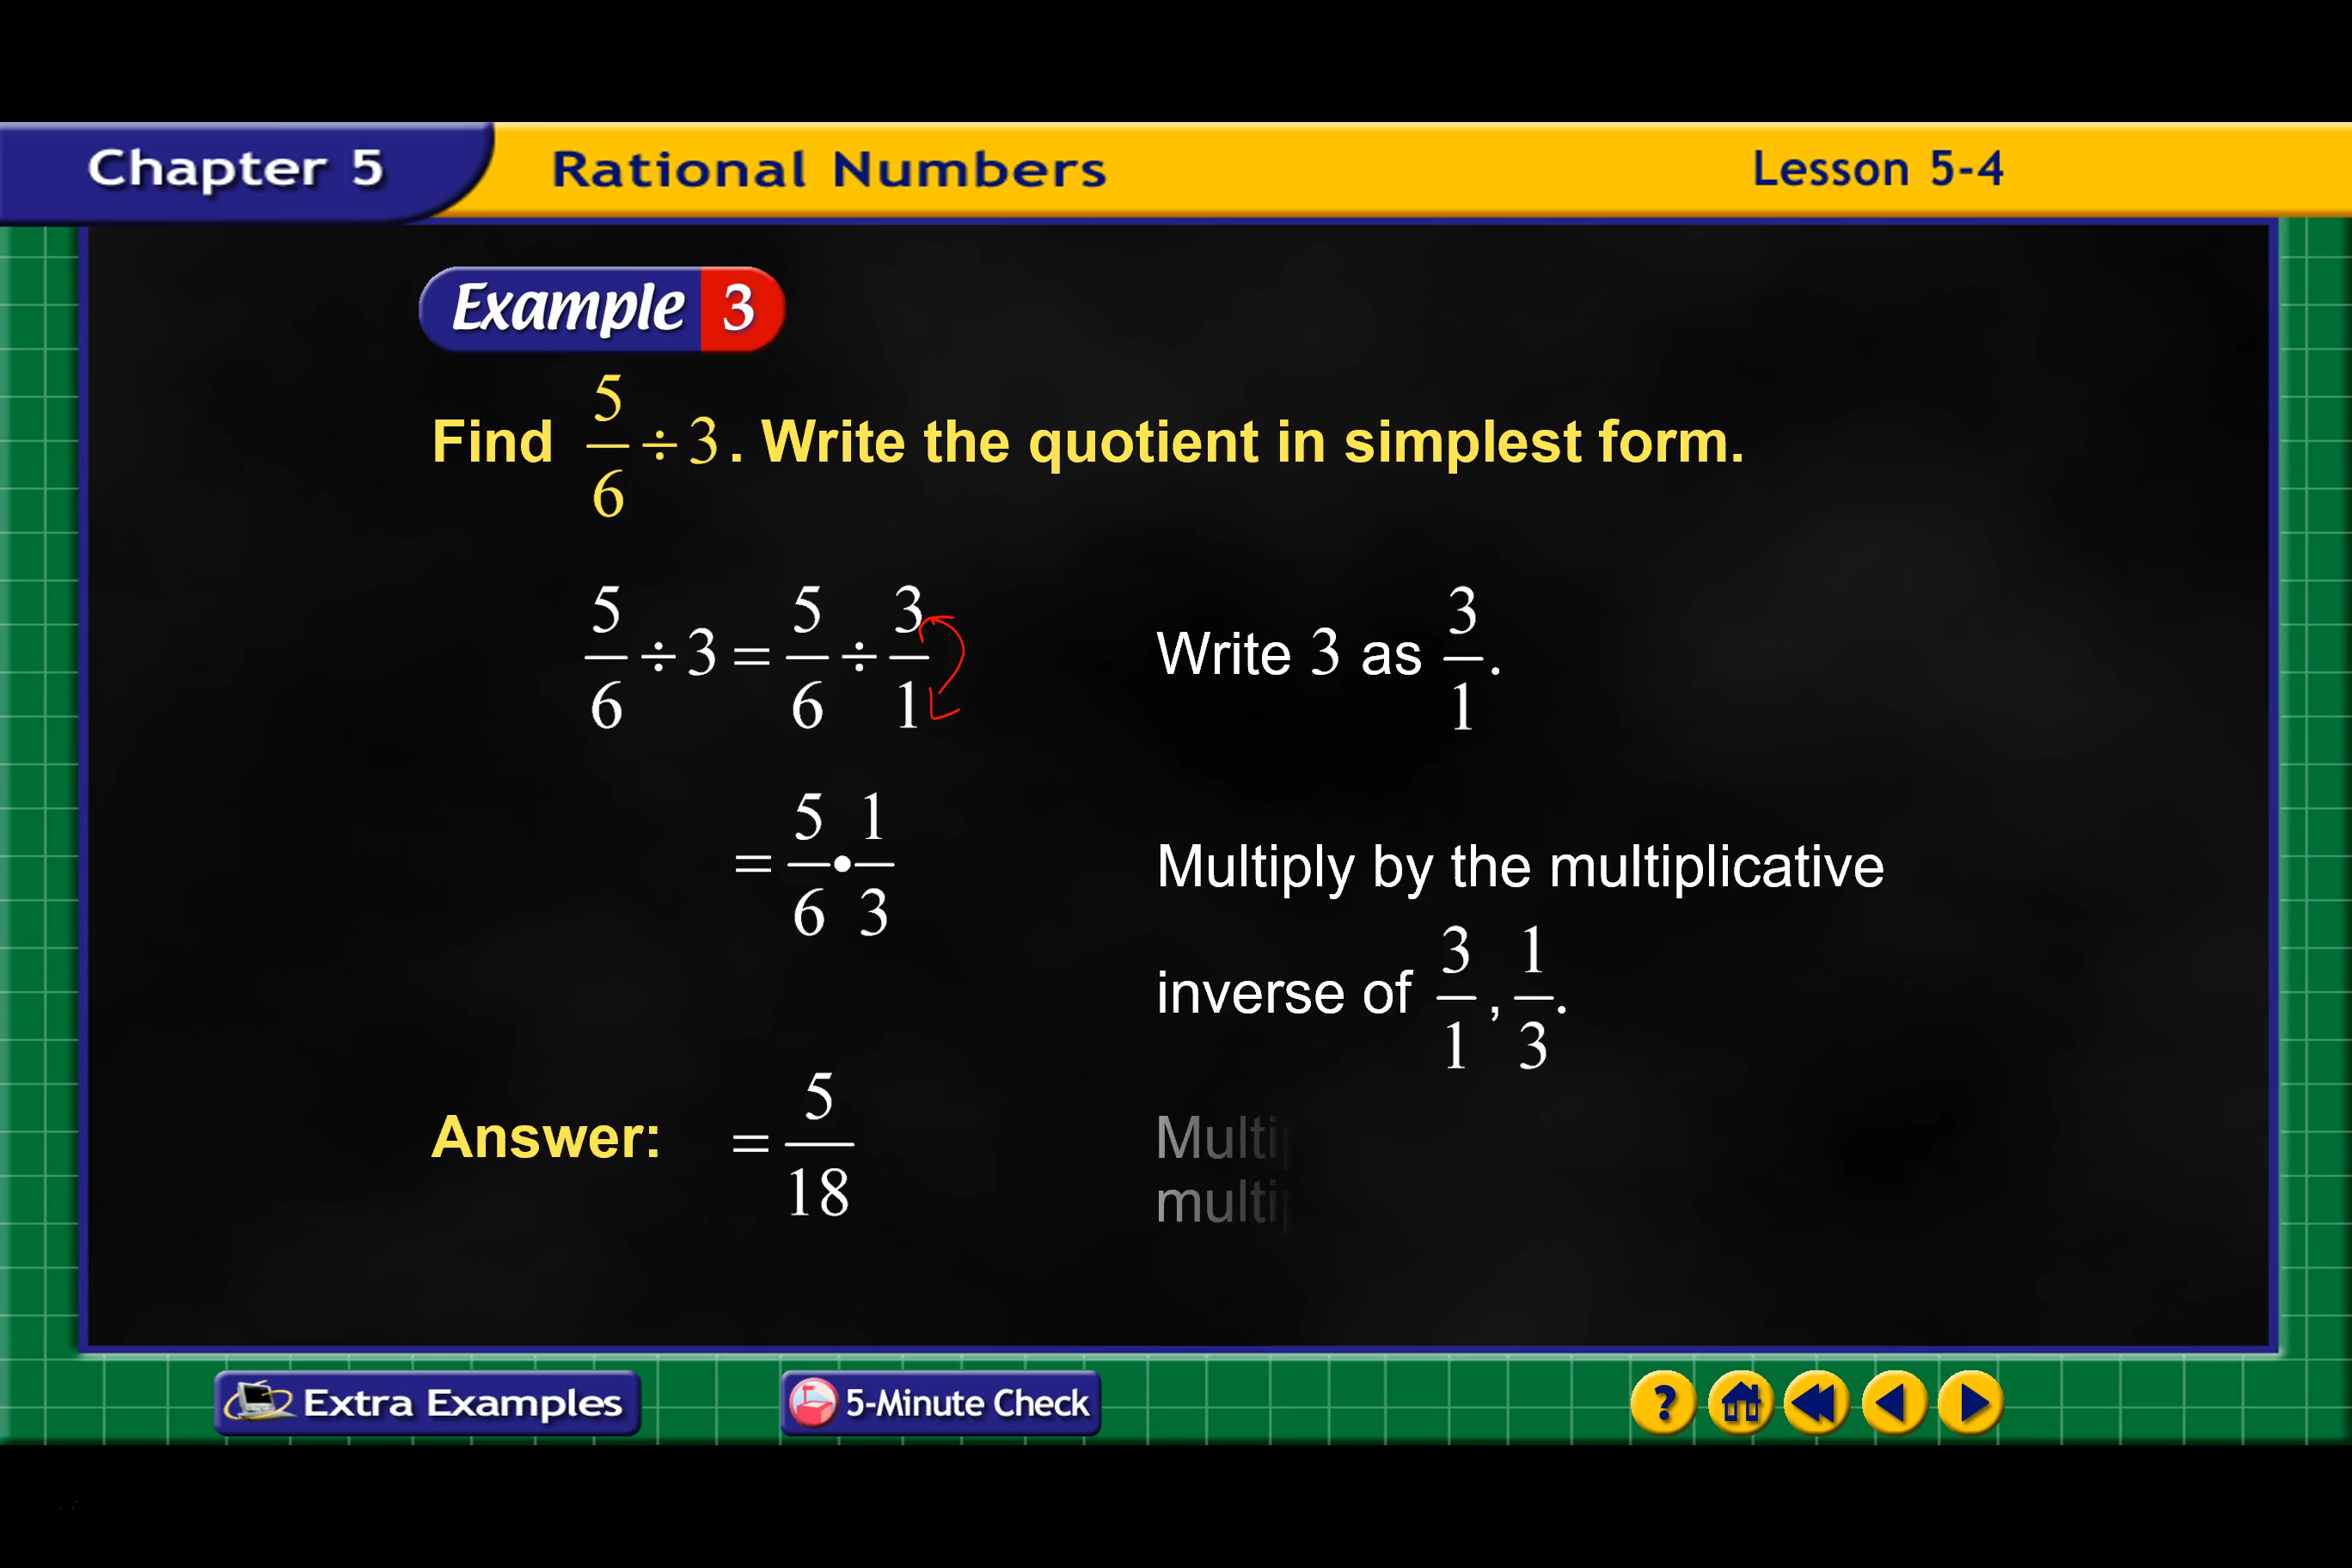 Chapter 5 Rational Numbers Lesson 5-4
Example 3
Find 5/6 ÷ 3. Write the quotient in simplest form.
5/6 ÷ 3 = 5/6 ÷ 3/1 Write 3 as 3/1.
= 5/6 • 1/3 Multiply by the multiplicative
inverse of 3/1, 1/3.
Answer: = 5/18
Extra Examples 5-Minute Check ?